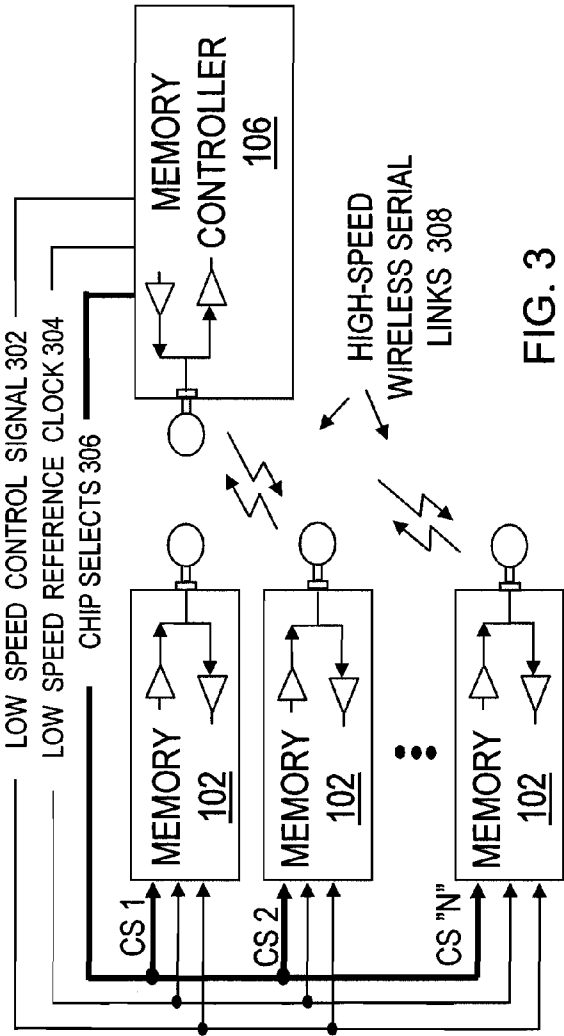 LOW SPEED CONTROL SIGNAL 302
LOW SPEED REFERENCE CLOCK 304
CHIP SELECTS 306
MEMORY
CONTROLLER
106
CS 1
MEMORY
102
CS 2
MEMORY
102
CS "N"
MEMORY
102
HIGH-SPEED
WIRELESS SERIAL
LINKS 308
FIG. 3